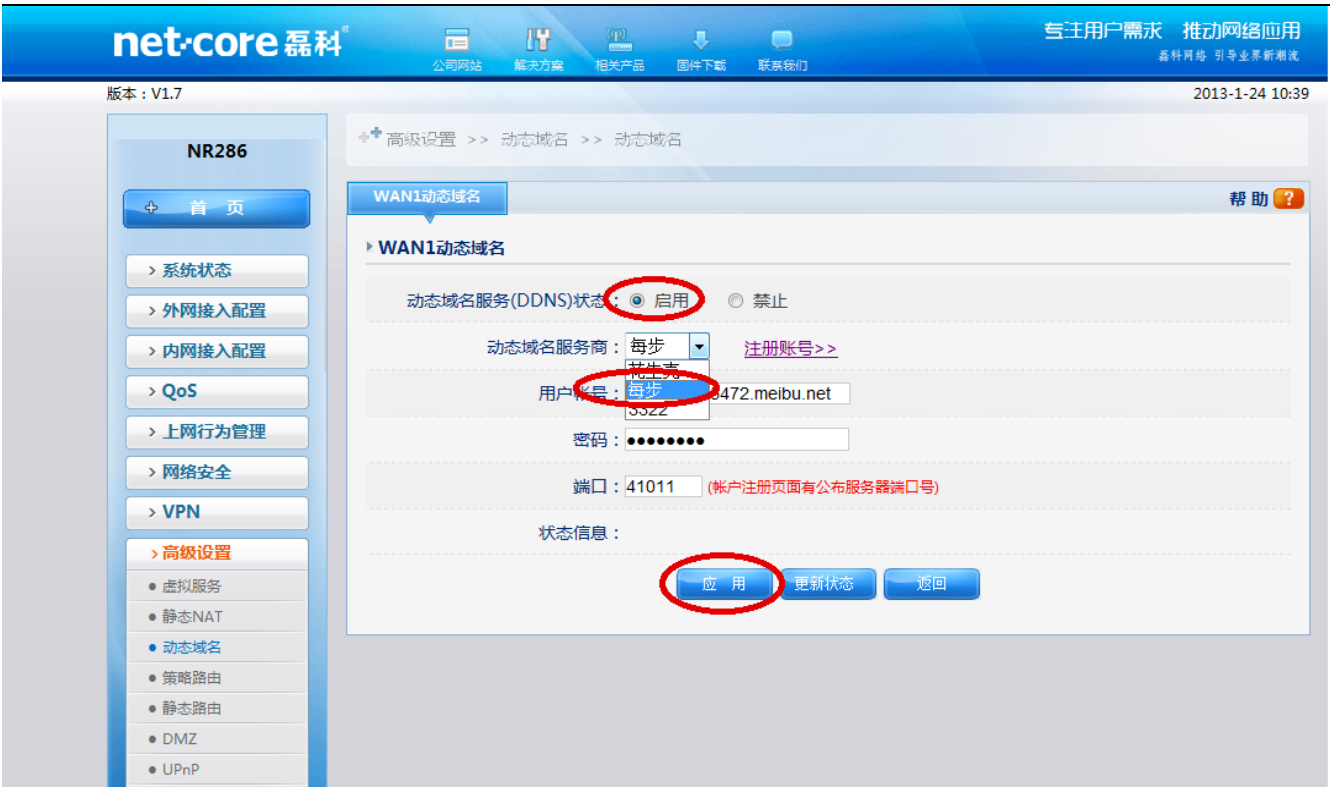 net·core 磊科
公司网站 解决方案 相关产品 固件下载 联系我们
专注用户需求 推动网络应用
磊科网络 引导业界新潮流
版本：V1.7
2013-1-24 10:39
NR286
首 页
> 系统状态
> 外网接入配置
> 内网接入配置
> QoS
> 上网行为管理
> 网络安全
> VPN
> 高级设置
● 虚拟服务
● 静态NAT
● 动态域名
● 策略路由
● 静态路由
● DMZ
● UPnP
高级设置 >> 动态域名 >> 动态域名
WAN1动态域名
帮 助 ?
WAN1动态域名
动态域名服务(DDNS)状态： 启用 禁止
动态域名服务商： 每步 注册账号>>
花生壳
每步
3322
用户帐号： 472.meibu.net
密码：●●●●●●●●
端口：41011 (帐户注册页面有公布服务器端口号)
状态信息：
应 用 更新状态 返回